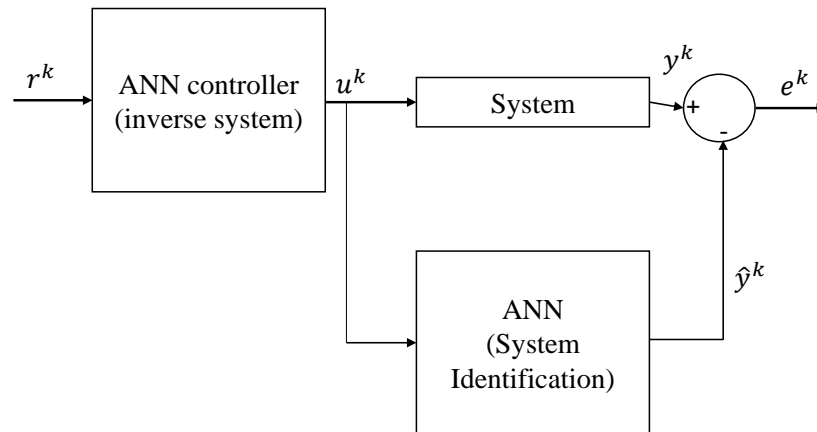 r^k
ANN controller
(inverse system)
u^k
System
y^k
+
-
e^k
ŷ^k
ANN
(System
Identification)